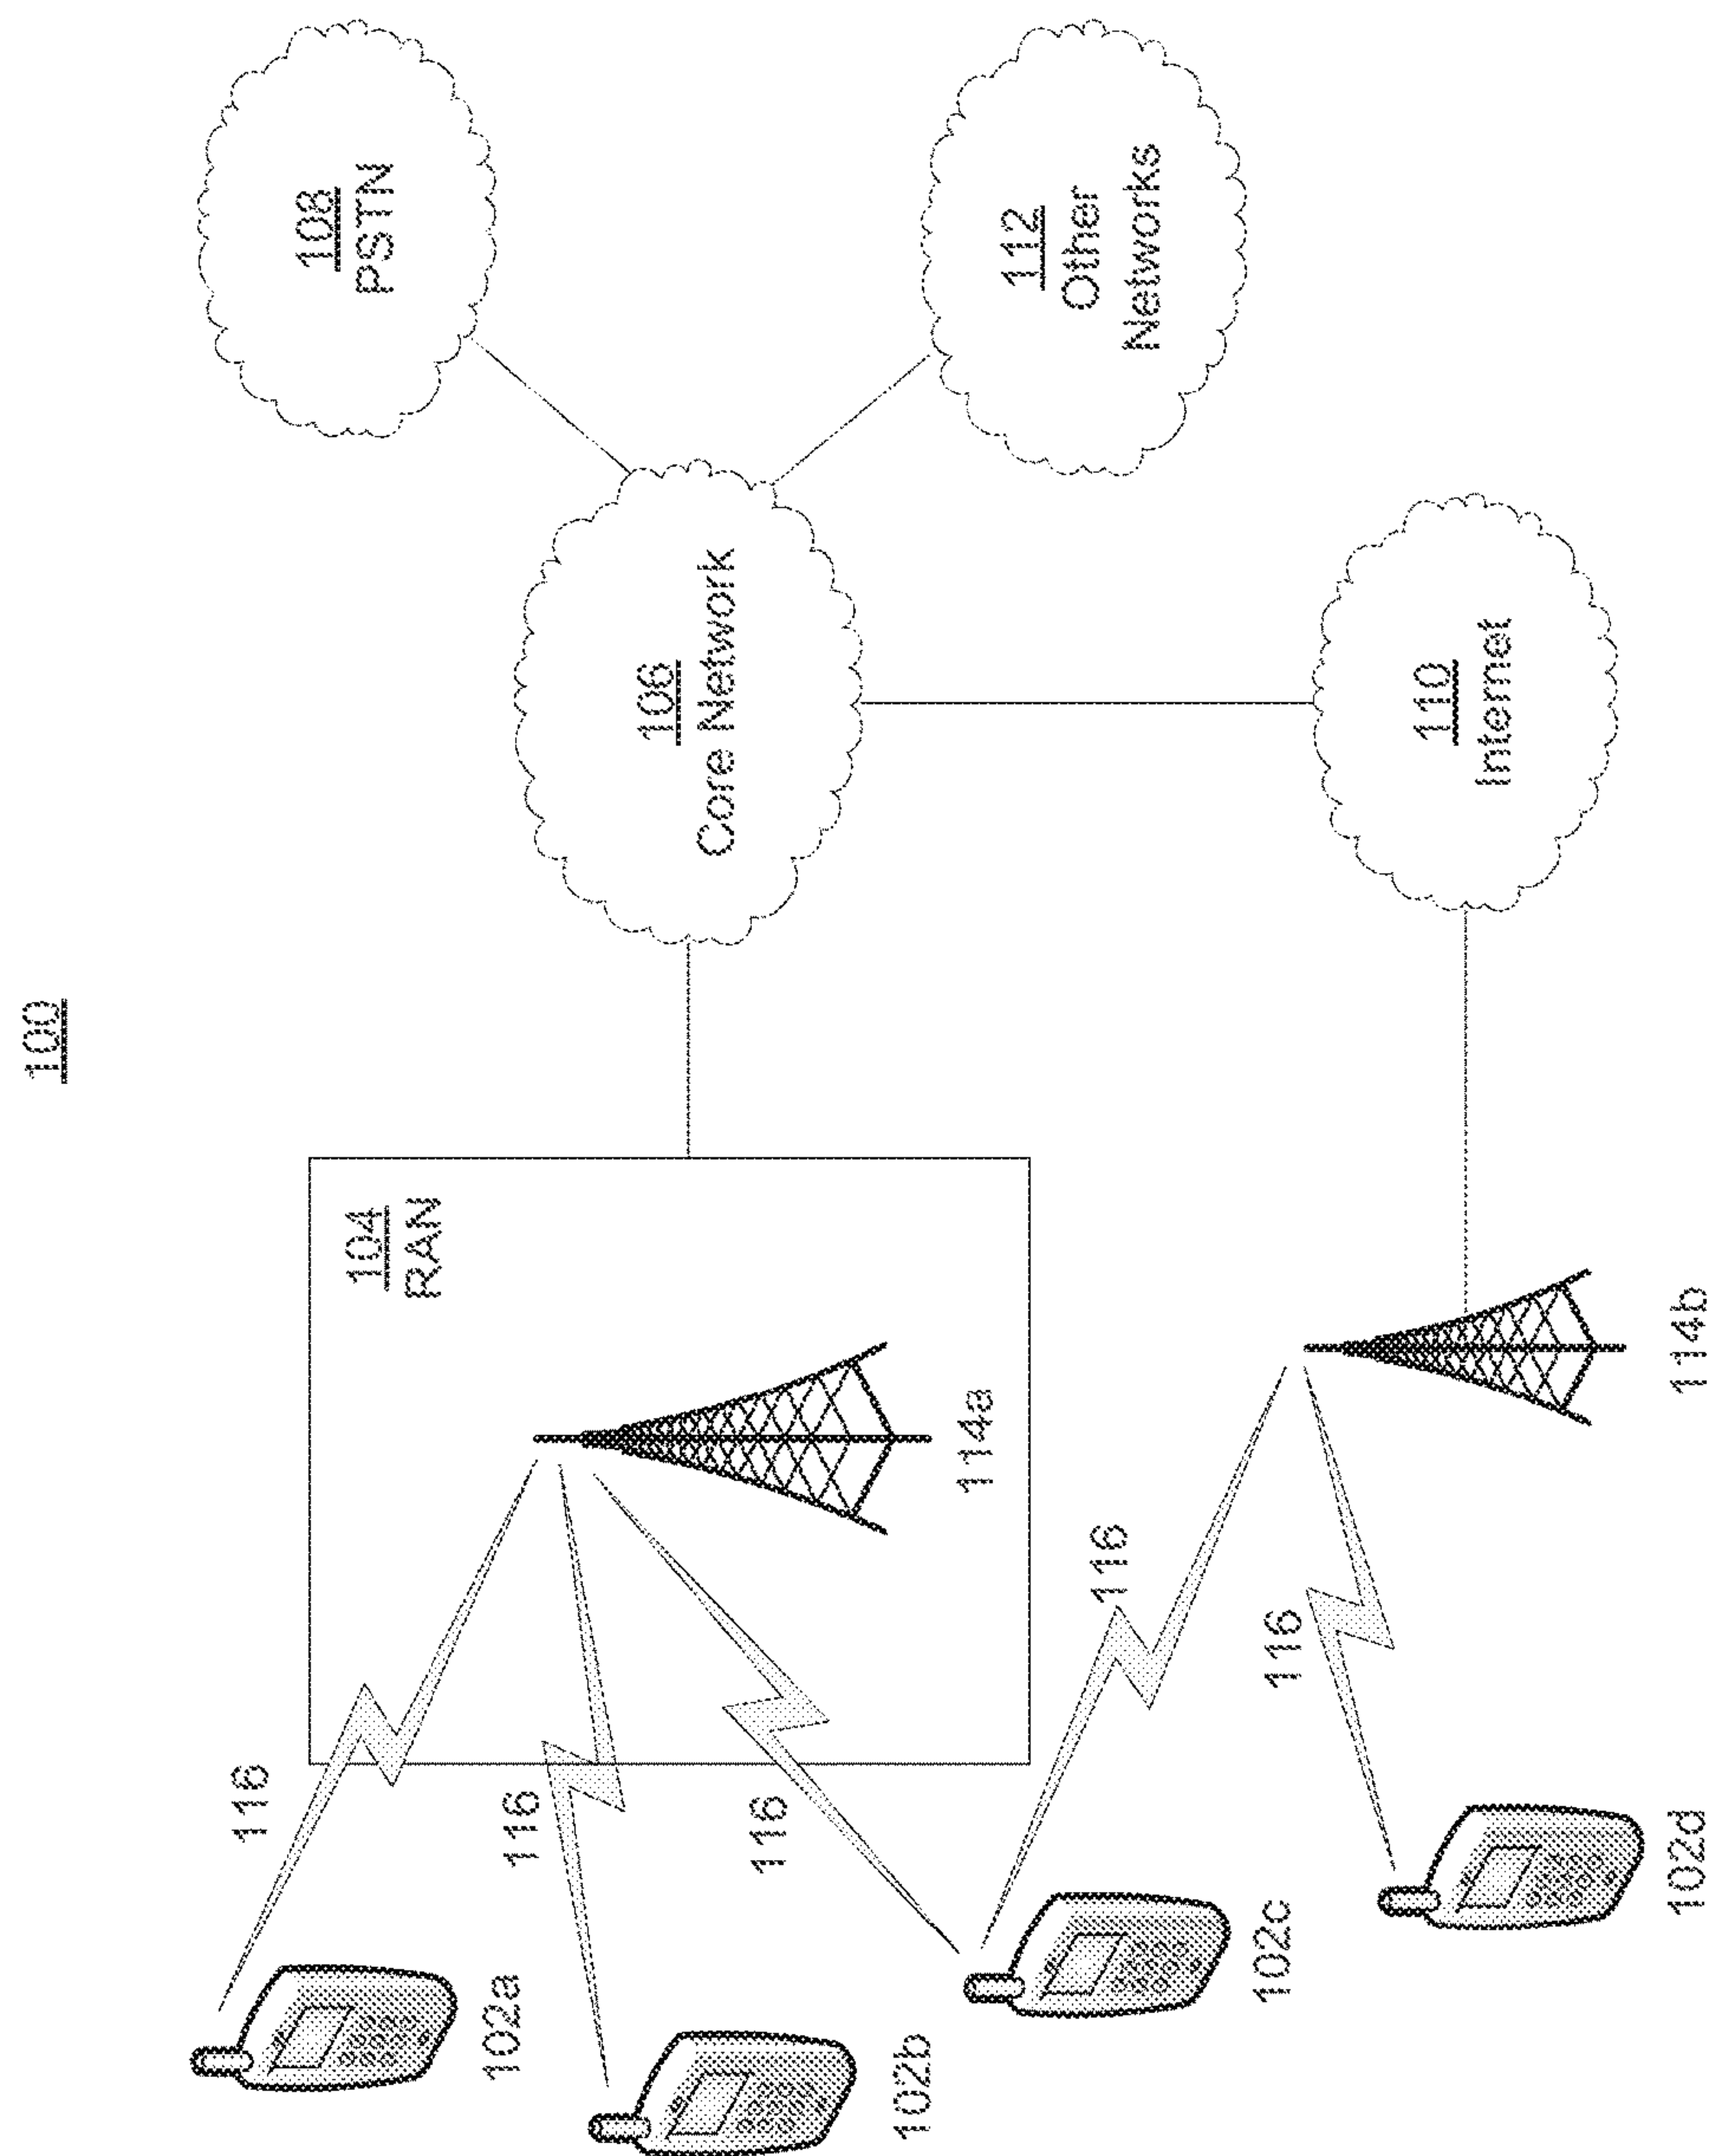 100
108
PSTN
106
Core Network
112
Other
Networks
104
RAN
110
Internet
114a
114b
116
116
116
116
116
102a
102b
102c
102d